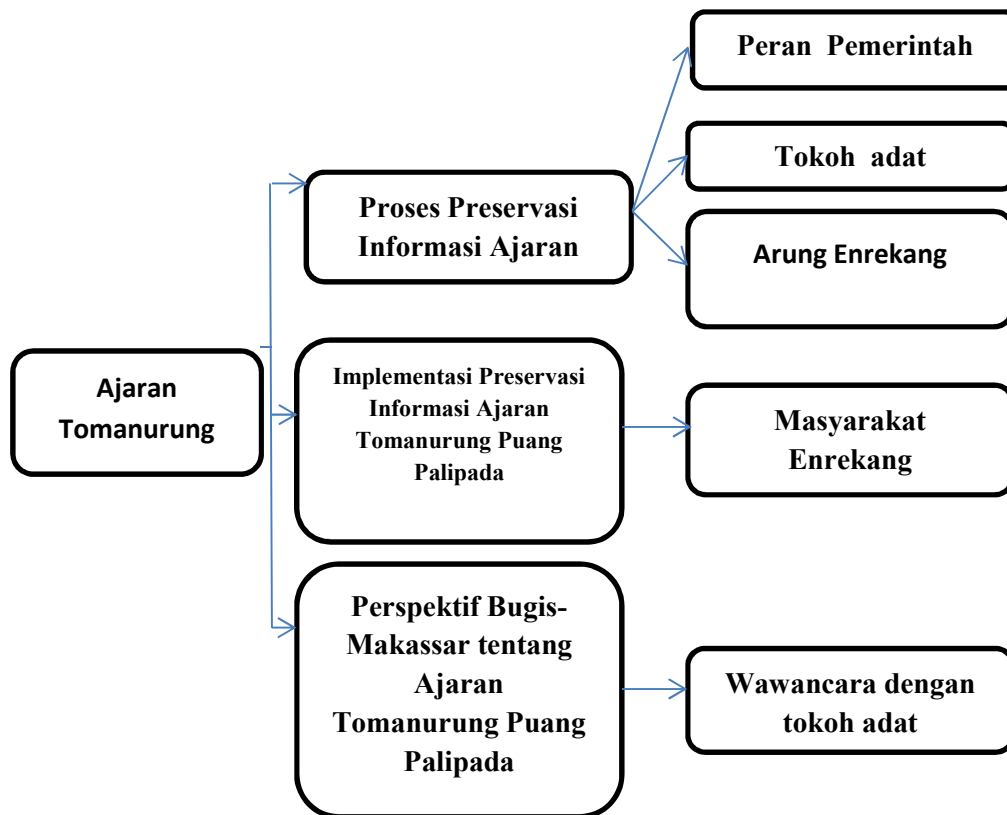 Ajaran
Tomanurung
Proses Preservasi
Informasi Ajaran
Peran Pemerintah
Tokoh adat
Arung Enrekang
Implementasi Preservasi
Informasi Ajaran
Tomanurung Puang
Palipada
Masyarakat
Enrekang
Perspektif Bugis-
Makassar tentang
Ajaran
Tomanurung Puang
Palipada
Wawancara dengan
tokoh adat